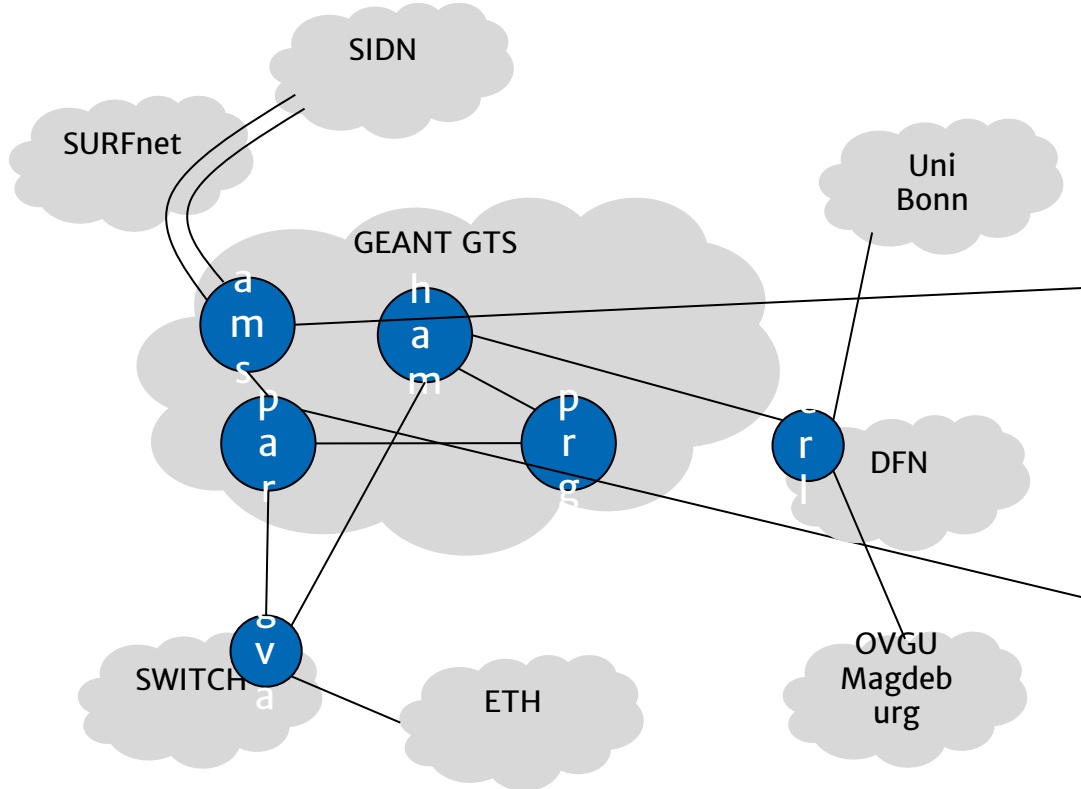 SIDN
SURFnet
Uni
Bonn
GEANT GTS
a
m
s
h
a
m
p
a
r
p
r
g
r
l
DFN
g
v
a
SWITCH
ETH
OVGU
Magdeb
urg